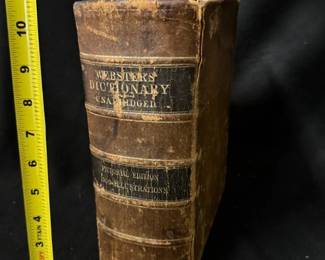 WEBSTER'S
DICTIONARY
UNABRIDGED
PICTORIAL EDITION
ILLUSTRATIONS
10
9
8
7
6
5
4
3